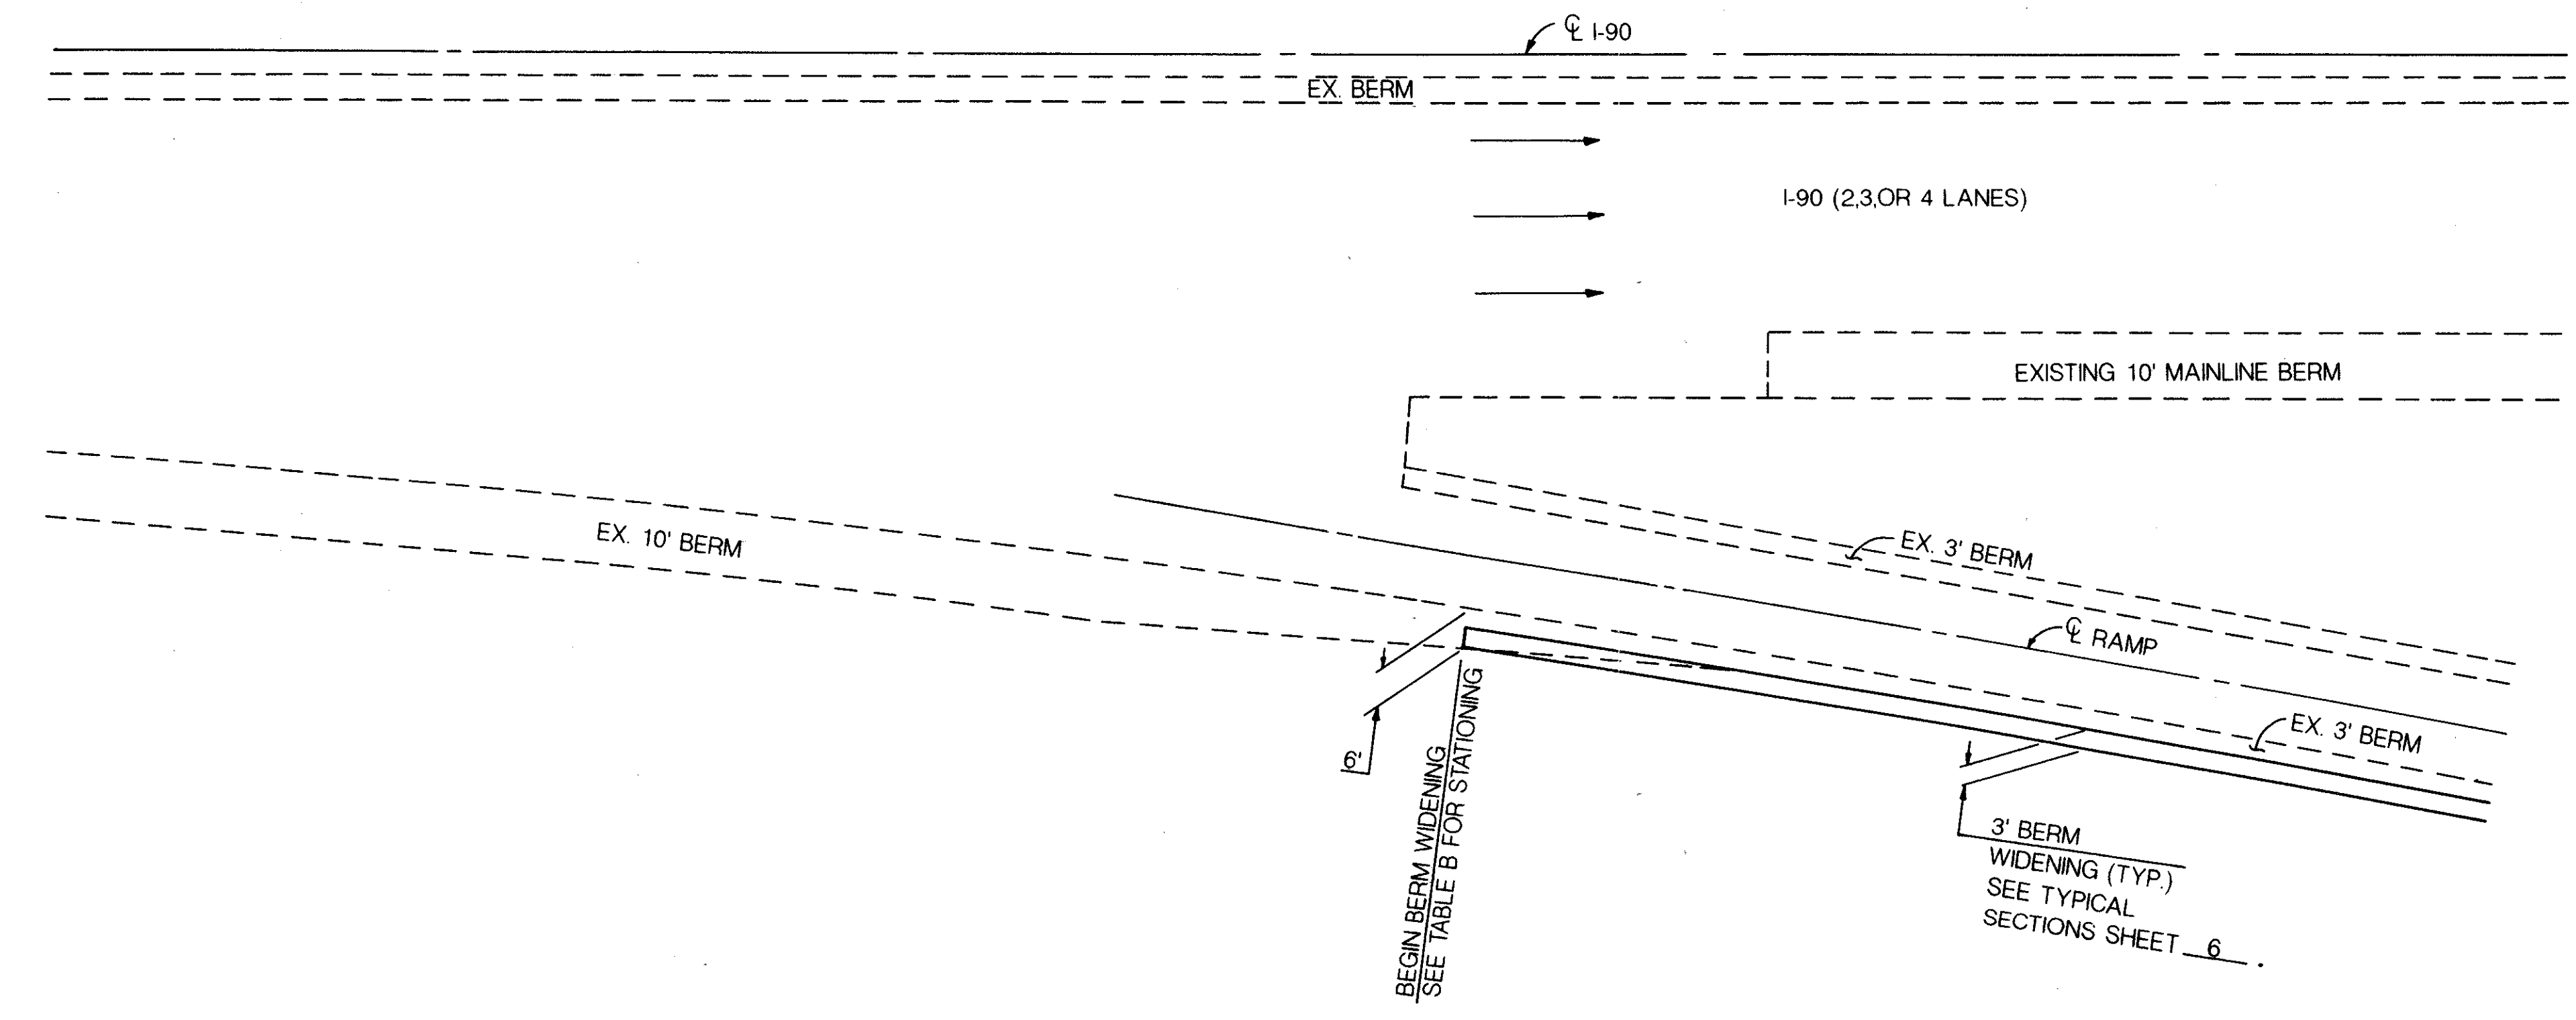 ℄ I-90
EX. BERM
I-90 (2,3,OR 4 LANES)
EXISTING 10' MAINLINE BERM
EX. 10' BERM
EX. 3' BERM
℄ RAMP
EX. 3' BERM
6'
BEGIN BERM WIDENING
SEE TABLE B FOR STATIONING
3' BERM
WIDENING (TYP.)
SEE TYPICAL
SECTIONS SHEET 6 .